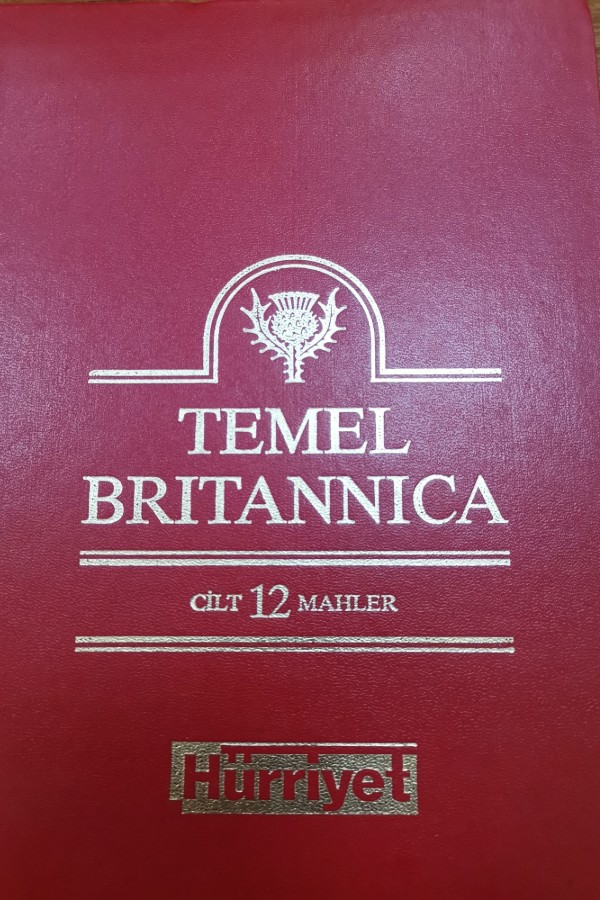 TEMEL
BRITANNICA
CİLT 12 MAHLER
Hürriyet